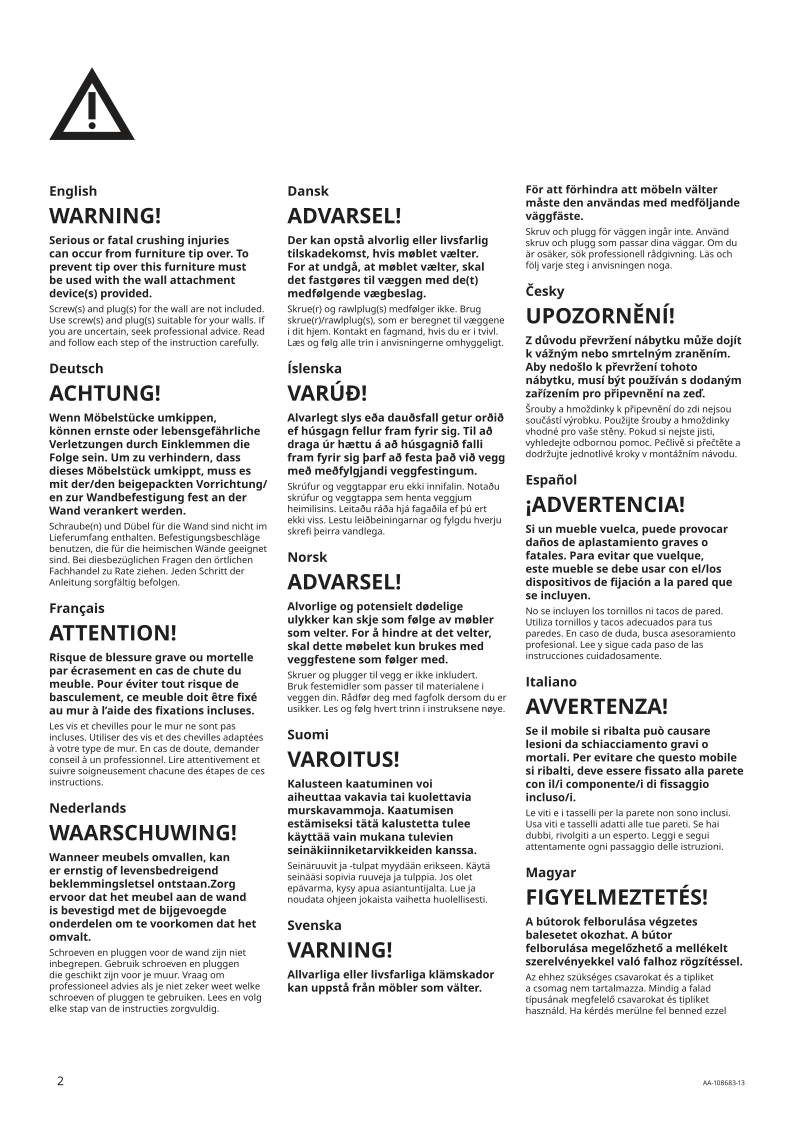 English
WARNING!
Serious or fatal crushing injuries
can occur from furniture tip over. To
prevent tip over this furniture must
be used with the wall attachment
device(s) provided.
Screw(s) and plug(s) for the wall are not included.
Use screw(s) and plug(s) suitable for your walls. If
you are uncertain, seek professional advice. Read
and follow each step of the instruction carefully.
Deutsch
ACHTUNG!
Wenn Möbelstücke umkippen,
können ernste oder lebensgefährliche
Verletzungen durch Einklemmen die
Folge sein. Um zu verhindern, dass
dieses Möbelstück umkippt, muss es
mit der/den beigepackten Vorrichtung/
en zur Wandbefestigung fest an der
Wand verankert werden.
Schraube(n) und Dübel für die Wand sind nicht im
Lieferumfang enthalten. Befestigungsbeschläge
benutzen, die für die heimischen Wände geeignet
sind. Bei diesbezüglichen Fragen den örtlichen
Fachhandel zu Rate ziehen. Jeden Schritt der
Anleitung sorgfältig befolgen.
Français
ATTENTION!
Risque de blessure grave ou mortelle
par écrasement en cas de chute du
meuble. Pour éviter tout risque de
basculement, ce meuble doit être fixé
au mur à l’aide des fixations incluses.
Les vis et chevilles pour le mur ne sont pas
incluses. Utiliser des vis et des chevilles adaptées
à votre type de mur. En cas de doute, demander
conseil à un professionnel. Lire attentivement et
suivre soigneusement chacune des étapes de ces
instructions.
Nederlands
WAARSCHUWING!
Wanneer meubels omvallen, kan
er ernstig of levensbedreigend
beklemmingsletsel ontstaan.Zorg
ervoor dat het meubel aan de wand
is bevestigd met de bijgevoegde
onderdelen om te voorkomen dat het
omvalt.
Schroeven en pluggen voor de wand zijn niet
inbegrepen. Gebruik schroeven en pluggen
die geschikt zijn voor je muur. Vraag om
professioneel advies als je niet zeker weet welke
schroeven of pluggen te gebruiken. Lees en volg
elke stap van de instructies zorgvuldig.
Dansk
ADVARSEL!
Der kan opstå alvorlig eller livsfarlig
tilskadekomst, hvis møblet vælter.
For at undgå, at møblet vælter, skal
det fastgøres til væggen med de(t)
medfølgende vægbeslag.
Skrue(r) og rawlplug(s) medfølger ikke. Brug
skrue(r)/rawlplug(s), som er beregnet til væggene
i dit hjem. Kontakt en fagmand, hvis du er i tvivl.
Læs og følg alle trin i anvisningerne omhyggeligt.
Íslenska
VARÚÐ!
Alvarlegt slys eða dauðsfall getur orðið
ef húsgagn fellur fram fyrir sig. Til að
draga úr hættu á að húsgagnið falli
fram fyrir sig þarf að festa það við vegg
með meðfylgjandi veggfestingum.
Skrúfur og veggtappar eru ekki innifalin. Notaðu
skrúfur og veggtappa sem henta veggjum
heimilisins. Leitaðu ráða hjá fagaðila ef þú ert
ekki viss. Lestu leiðbeiningarnar og fylgdu hverju
skrefi þeirra vandlega.
Norsk
ADVARSEL!
Alvorlige og potensielt dødelige
ulykker kan skje som følge av møbler
som velter. For å hindre at det velter,
skal dette møbelet kun brukes med
veggfestene som følger med.
Skruer og plugger til vegg er ikke inkludert.
Bruk festemidler som passer til materialene i
veggen din. Rådfør deg med fagfolk dersom du er
usikker. Les og følg hvert trinn i instruksene nøye.
Suomi
VAROITUS!
Kalusteen kaatuminen voi
aiheuttaa vakavia tai kuolettavia
murskavammoja. Kaatumisen
estämiseksi tätä kalustetta tulee
käyttää vain mukana tulevien
seinäkiinniketarvikkeiden kanssa.
Seinäruuvit ja -tulpat myydään erikseen. Käytä
seinääsi sopivia ruuveja ja tulppia. Jos olet
epävarma, kysy apua asiantuntijalta. Lue ja
noudata ohjeen jokaista vaihetta huolellisesti.
Svenska
VARNING!
Allvarliga eller livsfarliga klämskador
kan uppstå från möbler som välter.
För att förhindra att möbeln välter
måste den användas med medföljande
väggfäste.
Skruv och plugg för väggen ingår inte. Använd
skruv och plugg som passar dina väggar. Om du
är osäker, sök professionell rådgivning. Läs och
följ varje steg i anvisningen noga.
Česky
UPOZORNĚNÍ!
Z důvodu převržení nábytku může dojít
k vážným nebo smrtelným zraněním.
Aby nedošlo k převržení tohoto
nábytku, musí být používán s dodaným
zařízením pro připevnění na zeď.
Šrouby a hmoždinky k připevnění do zdi nejsou
součástí výrobku. Použijte šrouby a hmoždinky
vhodné pro vaše stěny. Pokud si nejste jisti,
vyhledejte odbornou pomoc. Pečlivě si přečtěte a
dodržujte jednotlivé kroky v montážním návodu.
Español
¡ADVERTENCIA!
Si un mueble vuelca, puede provocar
daños de aplastamiento graves o
fatales. Para evitar que vuelque,
este mueble se debe usar con el/los
dispositivos de fijación a la pared que
se incluyen.
No se incluyen los tornillos ni tacos de pared.
Utiliza tornillos y tacos adecuados para tus
paredes. En caso de duda, busca asesoramiento
profesional. Lee y sigue cada paso de las
instrucciones cuidadosamente.
Italiano
AVVERTENZA!
Se il mobile si ribalta può causare
lesioni da schiacciamento gravi o
mortali. Per evitare che questo mobile
si ribalti, deve essere fissato alla parete
con il/i componente/i di fissaggio
incluso/i.
Le viti e i tasselli per la parete non sono inclusi.
Usa viti e tasselli adatti alle tue pareti. Se hai
dubbi, rivolgiti a un esperto. Leggi e segui
attentamente ogni passaggio delle istruzioni.
Magyar
FIGYELMEZTETÉS!
A bútorok felborulása végzetes
balesetet okozhat. A bútor
felborulása megelőzhető a mellékelt
szerelvényekkel való falhoz rögzítéssel.
Az ehhez szükséges csavarokat és a tipliket
a csomag nem tartalmazza. Mindig a falad
típusának megfelelő csavarokat és tipliket
használd. Ha kérdés merülne fel benned ezzel
2
AA-108683-13